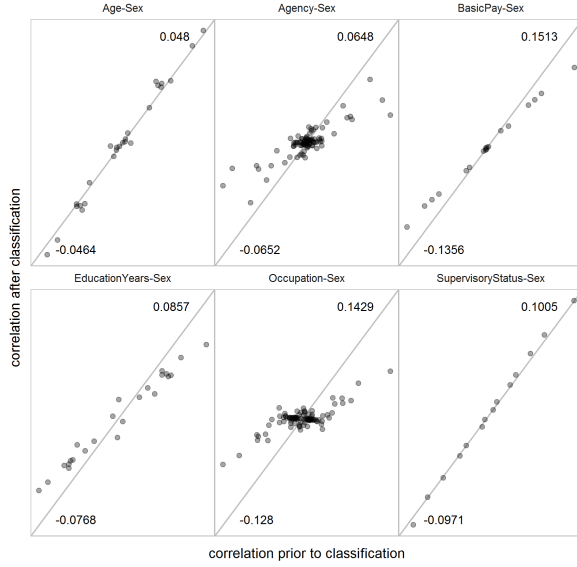 Age-Sex
Agency-Sex
BasicPay-Sex
0.048
0.0648
0.1513
-0.0464
-0.0652
-0.1356
EducationYears-Sex
Occupation-Sex
SupervisoryStatus-Sex
0.0857
0.1429
0.1005
-0.0768
-0.128
-0.0971
correlation after classification
correlation prior to classification